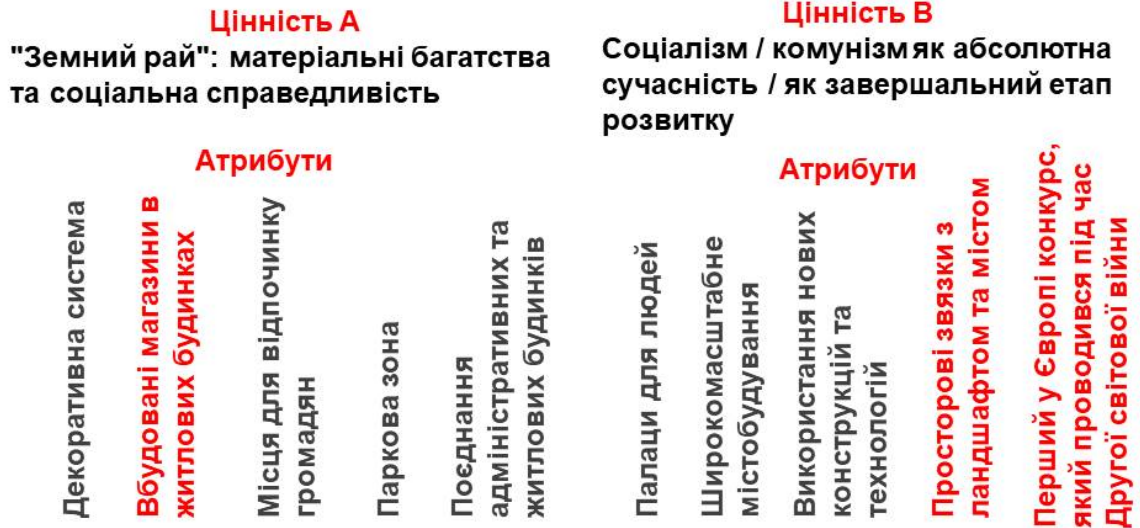 Цінність А
"Земний рай": матеріальні багатства
та соціальна справедливість
Атрибути
Декоративна система
Вбудовані магазини в
житлових будинках
Місця для відпочинку
громадян
Паркова зона
Поєднання
адміністративних та
житлових будинків
Цінність В
Соціалізм / комунізм як абсолютна
сучасність / як завершальний етап
розвитку
Атрибути
Палаци для людей
Широкомасштабне
містобудування
Використання нових
конструкцій та
технологій
Просторові звязки з
ландшафтом та містом
Перший у Європі конкурс,
який проводився під час
Другої світової війни